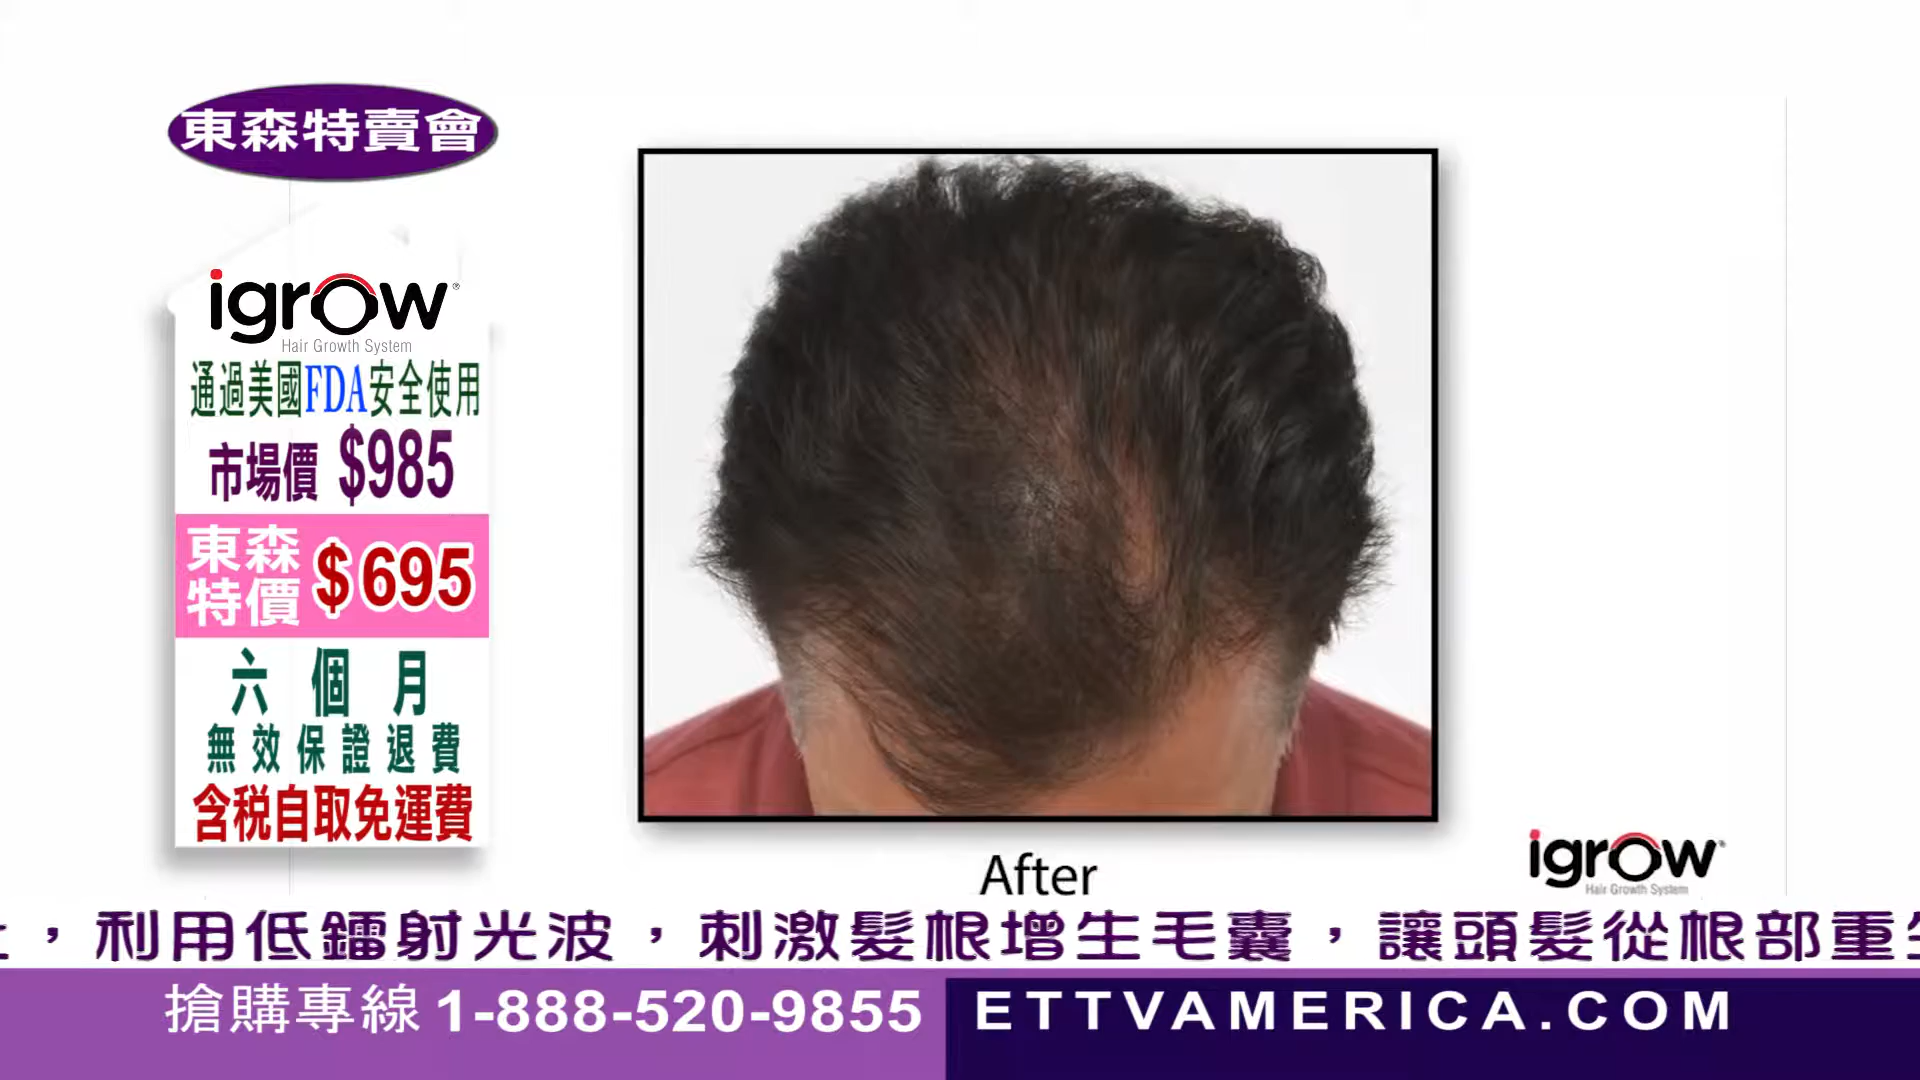 東森特賣會
igrow®
Hair Growth System
通過美國FDA安全使用
市場價 $985
東森
特價 $695
六個月
無效保證退費
含税自取免運費
After
igrow®
Hair Growth System
，利用低鐳射光波，刺激髮根增生毛囊，讓頭髮從根部重生
搶購專線 1-888-520-9855
ETTVAMERICA.COM